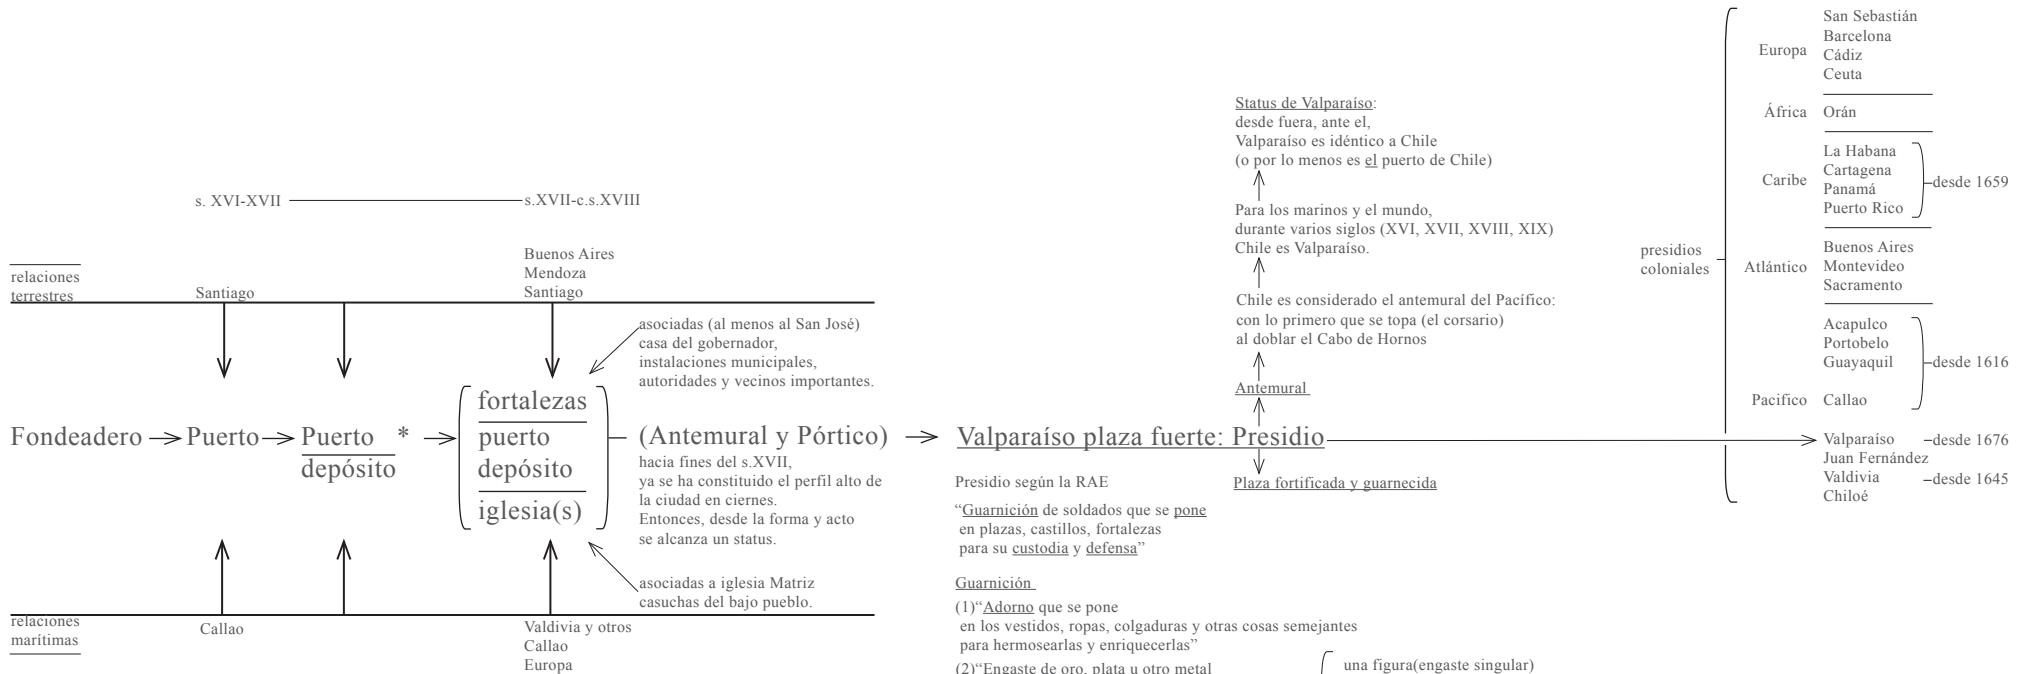 s. XVI-XVII
s.XVII-c.s.XVIII
relaciones
terrestres
Santiago
Buenos Aires
Mendoza
Santiago
asociadas (al menos al San José)
casa del gobernador,
instalaciones municipales,
autoridades y vecinos importantes.
Fondeadero
Puerto
Puerto *
depósito
fortalezas
puerto
depósito
iglesia(s)
(Antemural y Pórtico)
hacia fines del s.XVII,
ya se ha constituido el perfil alto de
la ciudad en ciernes.
Entonces, desde la forma y acto
se alcanza un status.
asociadas a iglesia Matriz
casuchas del bajo pueblo.
relaciones
marítimas
Callao
Valdivia y otros
Callao
Europa
Status de Valparaíso:
desde fuera, ante el,
Valparaíso es idéntico a Chile
(o por lo menos es el puerto de Chile)
Para los marinos y el mundo,
durante varios siglos (XVI, XVII, XVIII, XIX)
Chile es Valparaíso.
Chile es considerado el antemural del Pacífico:
con lo primero que se topa (el corsario)
al doblar el Cabo de Hornos
Antemural
Valparaíso plaza fuerte: Presidio
Plaza fortificada y guarnecida
Presidio según la RAE
“Guarnición de soldados que se pone
en plazas, castillos, fortalezas
para su custodia y defensa”
Guarnición
(1)“Adorno que se pone
en los vestidos, ropas, colgaduras y otras cosas semejantes
para hermosearlas y enriquecerlas”
(2)“Engaste de oro, plata u otro metal
una figura(engaste singular)
presidios
coloniales
Europa
San Sebastián
Barcelona
Cádiz
Ceuta
África
Orán
Caribe
La Habana
Cartagena
Panamá
Puerto Rico
desde 1659
Atlántico
Buenos Aires
Montevideo
Sacramento
Pacifico
Acapulco
Portobelo
Guayaquil
Callao
desde 1616
Valparaíso –desde 1676
Juan Fernández
Valdivia –desde 1645
Chiloé